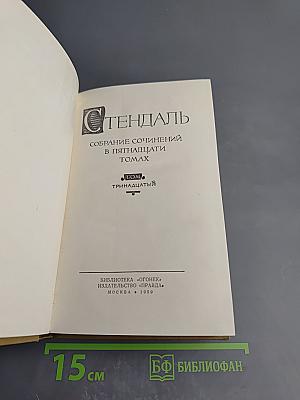 СТЕНДАЛЬ
СОБРАНИЕ СОЧИНЕНИЙ
В ПЯТНАДЦАТИ
ТОМАХ
ТОМ
ТРИНАДЦАТЫЙ
БИБЛИОТЕКА «ОГОНЕК»
ИЗДАТЕЛЬСТВО «ПРАВДА»
МОСКВА • 1959
15 см
БФ БИБЛИОФАН